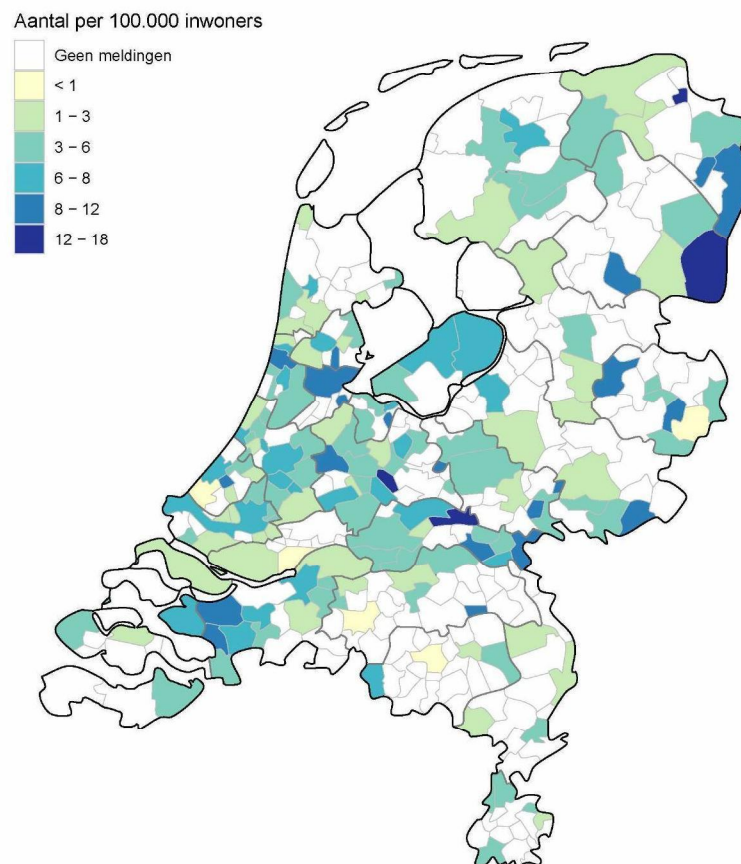 Aantal per 100.000 inwoners
Geen meldingen
< 1
1 – 3
3 – 6
6 – 8
8 – 12
12 – 18